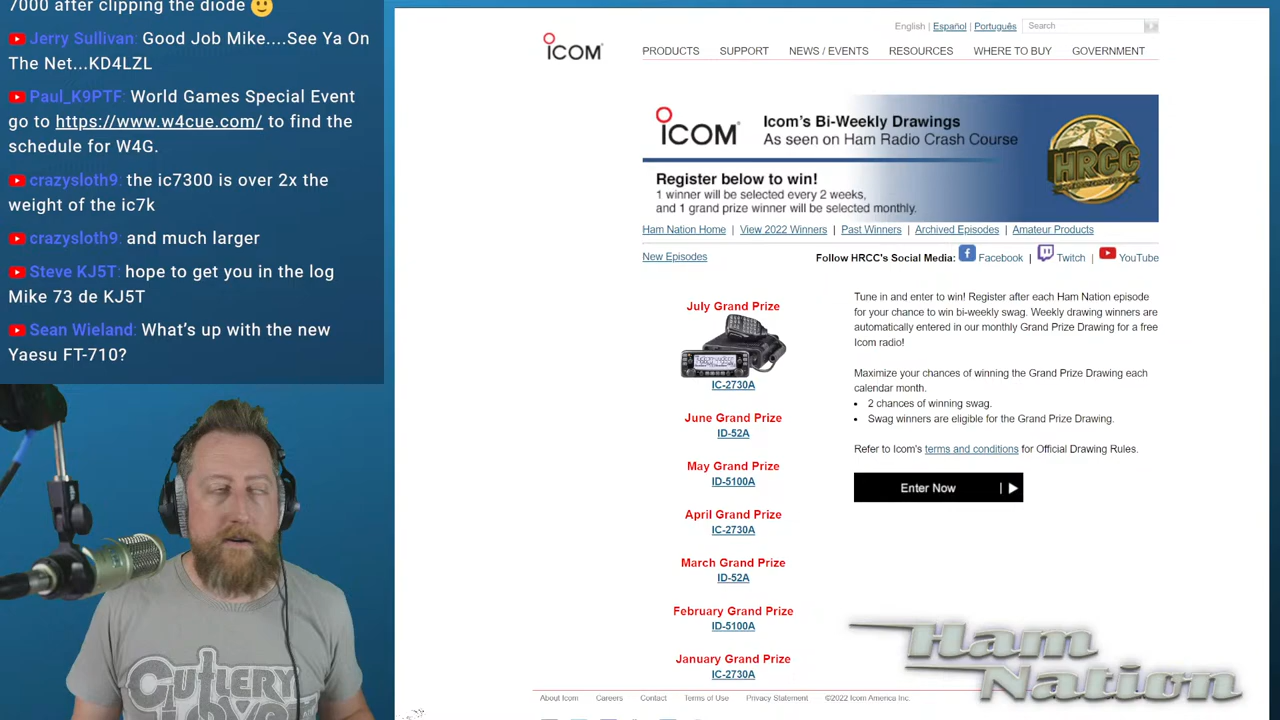 7000 after clipping the diode 🙂
Jerry Sullivan: Good Job Mike....See Ya On
The Net...KD4LZL
Paul_K9PTF: World Games Special Event
go to https://www.w4cue.com/ to find the
schedule for W4G.
crazysloth9: the ic7300 is over 2x the
weight of the ic7k
crazysloth9: and much larger
Steve KJ5T: hope to get you in the log
Mike 73 de KJ5T
Sean Wieland: What's up with the new
Yaesu FT-710?
English | Español | Português
Search
ICOM
PRODUCTS SUPPORT NEWS / EVENTS RESOURCES WHERE TO BUY GOVERNMENT
ICOM
Icom's Bi-Weekly Drawings
As seen on Ham Radio Crash Course
HRCC
Register below to win!
1 winner will be selected every 2 weeks,
and 1 grand prize winner will be selected monthly.
Ham Nation Home | View 2022 Winners | Past Winners | Archived Episodes | Amateur Products
New Episodes
Follow HRCC's Social Media: Facebook | Twitch | YouTube
July Grand Prize
IC-2730A
June Grand Prize
ID-52A
May Grand Prize
ID-5100A
April Grand Prize
IC-2730A
March Grand Prize
ID-52A
February Grand Prize
ID-5100A
January Grand Prize
IC-2730A
Tune in and enter to win! Register after each Ham Nation episode
for your chance to win bi-weekly swag. Weekly drawing winners are
automatically entered in our monthly Grand Prize Drawing for a free
Icom radio!
Maximize your chances of winning the Grand Prize Drawing each
calendar month.
• 2 chances of winning swag.
• Swag winners are eligible for the Grand Prize Drawing.
Refer to Icom's terms and conditions for Official Drawing Rules.
Enter Now
Ham
Nation
About Icom Careers Contact Terms of Use Privacy Statement ©2022 Icom America Inc.
CUTLERY